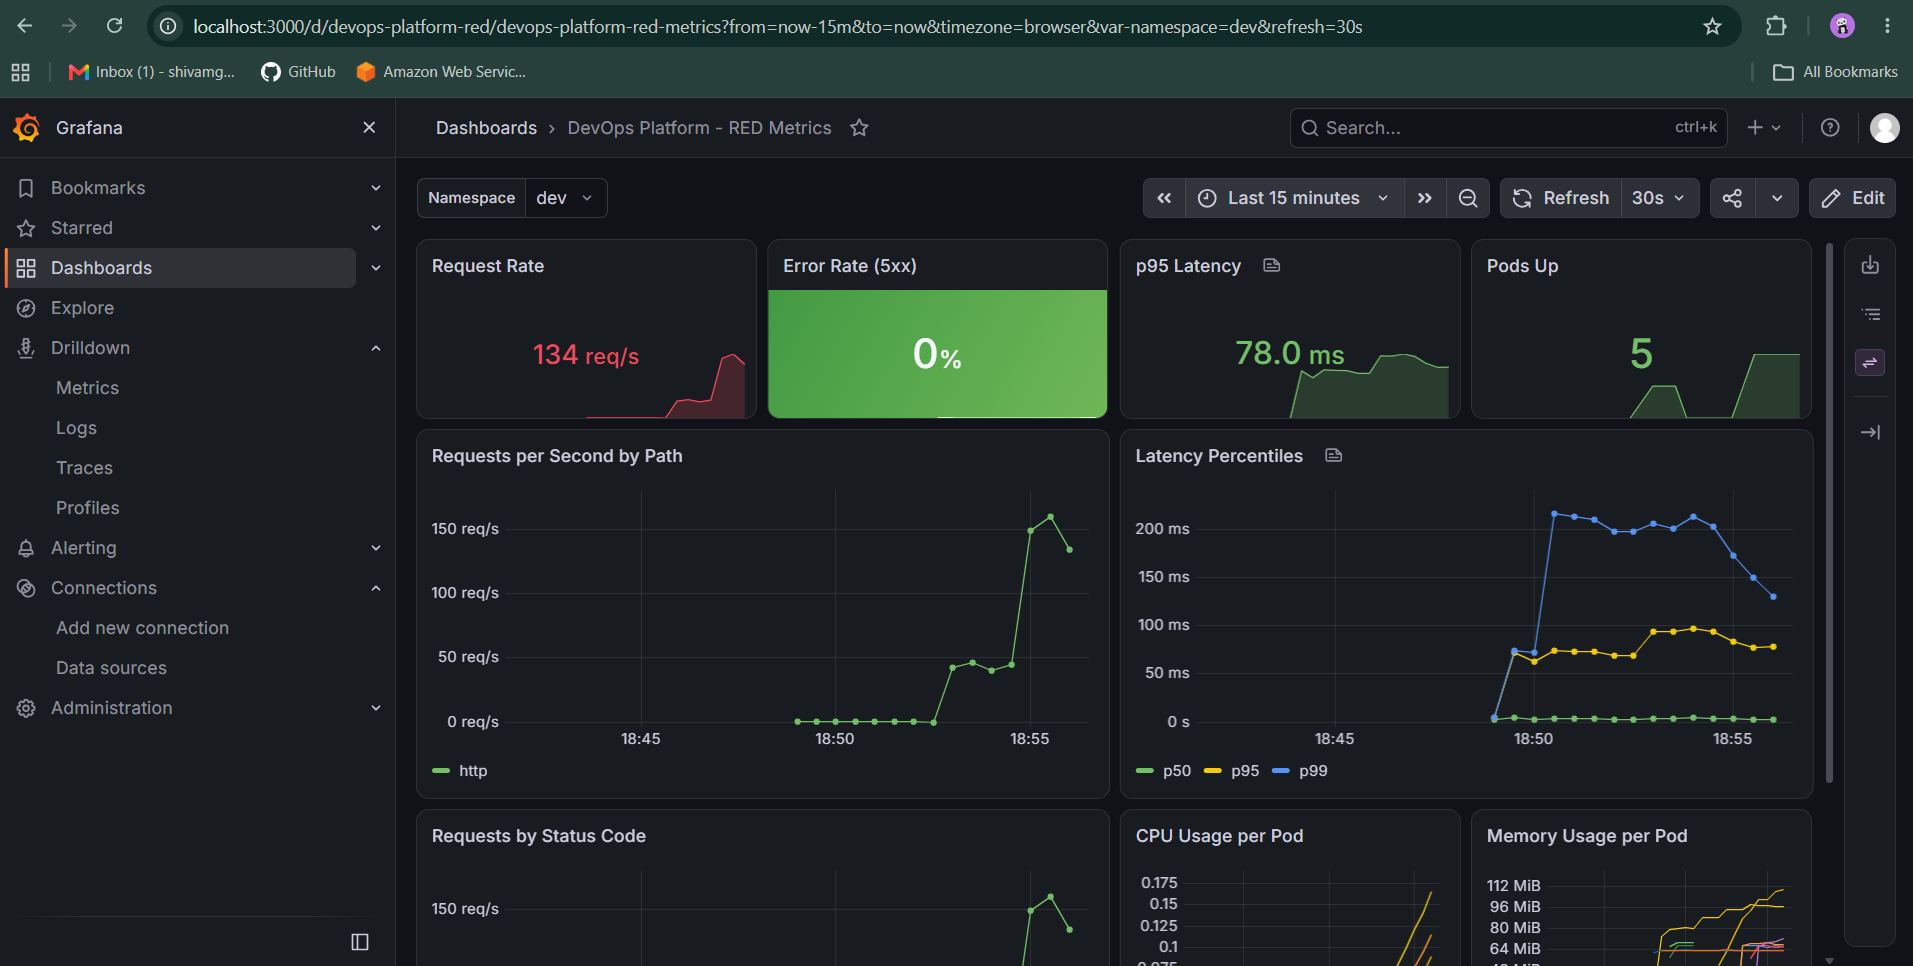 localhost:3000/d/devops-platform-red/devops-platform-red-metrics?from=now-15m&to=now&timezone=browser&var-namespace=dev&refresh=30s
Inbox (1) - shivamg...
GitHub
Amazon Web Servic...
All Bookmarks
Grafana
Dashboards › DevOps Platform - RED Metrics
Search...
ctrl+k
Bookmarks
Starred
Dashboards
Explore
Drilldown
Metrics
Logs
Traces
Profiles
Alerting
Connections
Add new connection
Data sources
Administration
Namespace
dev
Last 15 minutes
Refresh
30s
Edit
Request Rate
134 req/s
Error Rate (5xx)
0%
p95 Latency
78.0 ms
Pods Up
5
Requests per Second by Path
150 req/s
100 req/s
50 req/s
0 req/s
18:45
18:50
18:55
http
Latency Percentiles
200 ms
150 ms
100 ms
50 ms
0 s
18:45
18:50
18:55
p50
p95
p99
Requests by Status Code
150 req/s
CPU Usage per Pod
0.175
0.15
0.125
0.1
0.075
Memory Usage per Pod
112 MiB
96 MiB
80 MiB
64 MiB